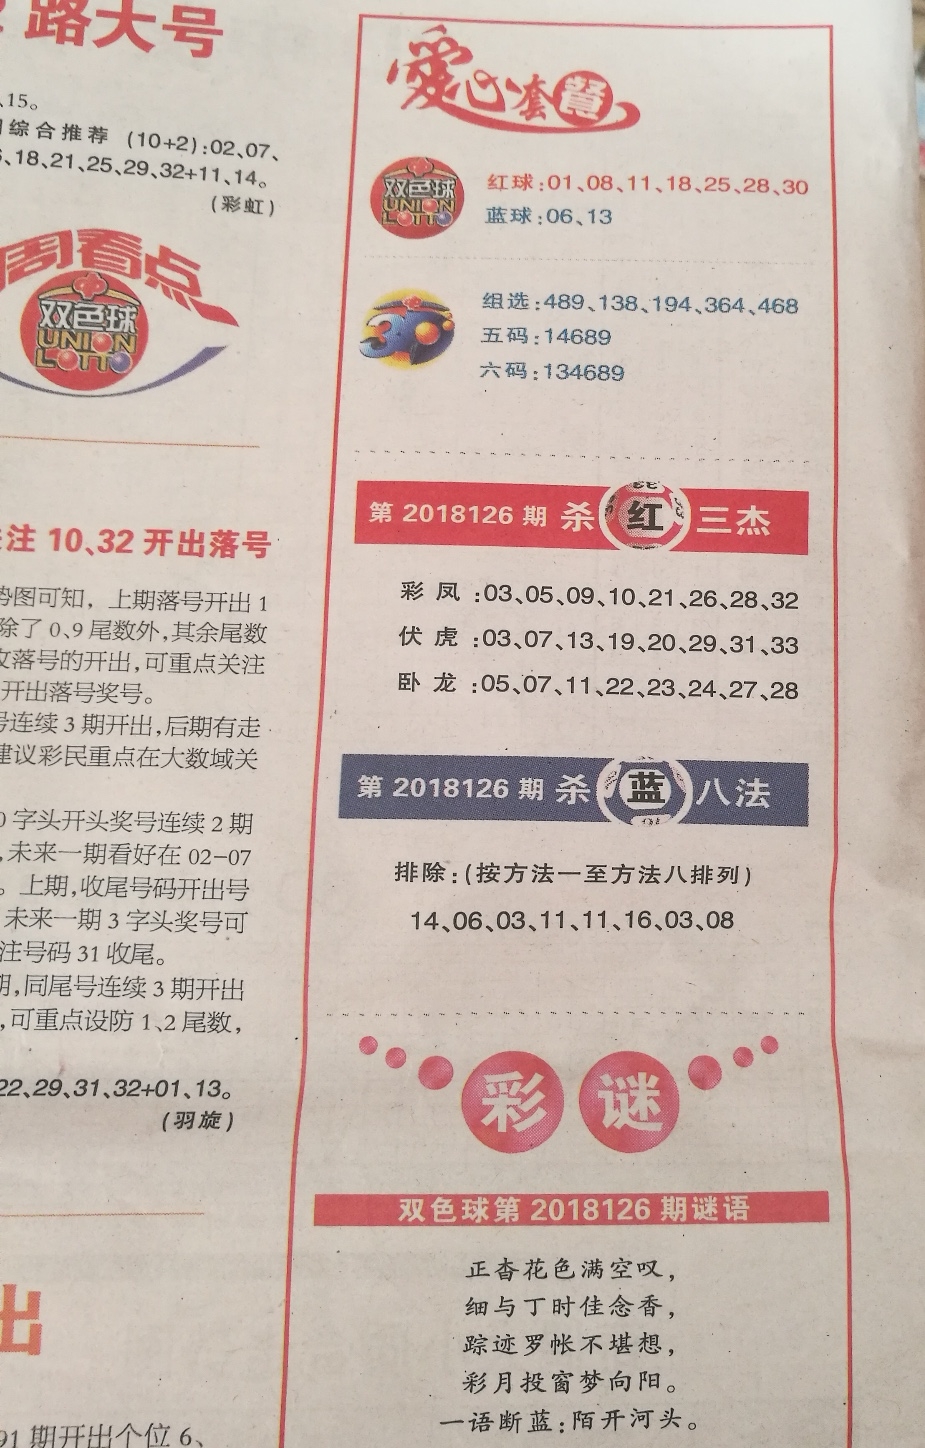 路大号
、15。
综合推荐 (10+2):02、07、
、18、21、25、29、32+11、14。
(彩虹)
周看点
双色球
UNION
LOTTO
注 10、32 开出落号
势图可知，上期落号开出 1
除了 0、9 尾数外，其余尾数
落号的开出，可重点关注
开出落号奖号。
号连续 3 期开出，后期有走
建议彩民重点在大数域关
0 字头开头奖号连续 2 期
，未来一期看好在 02-07
。上期，收尾号码开出号
未来一期 3 字头奖号可
注号码 31 收尾。
期，同尾号连续 3 期开出
，可重点设防 1、2 尾数，
22、29、31、32+01、13。
(羽旋)
出
91 期开出个位 6、
爱心套餐
双色球
UNION
LOTTO
红球:01、08、11、18、25、28、30
蓝球:06、13
3D
组选:489、138、194、364、468
五码:14689
六码:134689
第 2018126 期 杀红三杰
彩凤:03、05、09、10、21、26、28、32
伏虎:03、07、13、19、20、29、31、33
卧龙:05、07、11、22、23、24、27、28
第 2018126 期 杀蓝八法
排除:(按方法一至方法八排列)
14、06、03、11、11、16、03、08
彩谜
双色球第 2018126 期谜语
正杳花色满空叹，
细与丁时佳念香，
踪迹罗帐不堪想，
彩月投窗梦向阳。
一语断蓝:陌开河头。